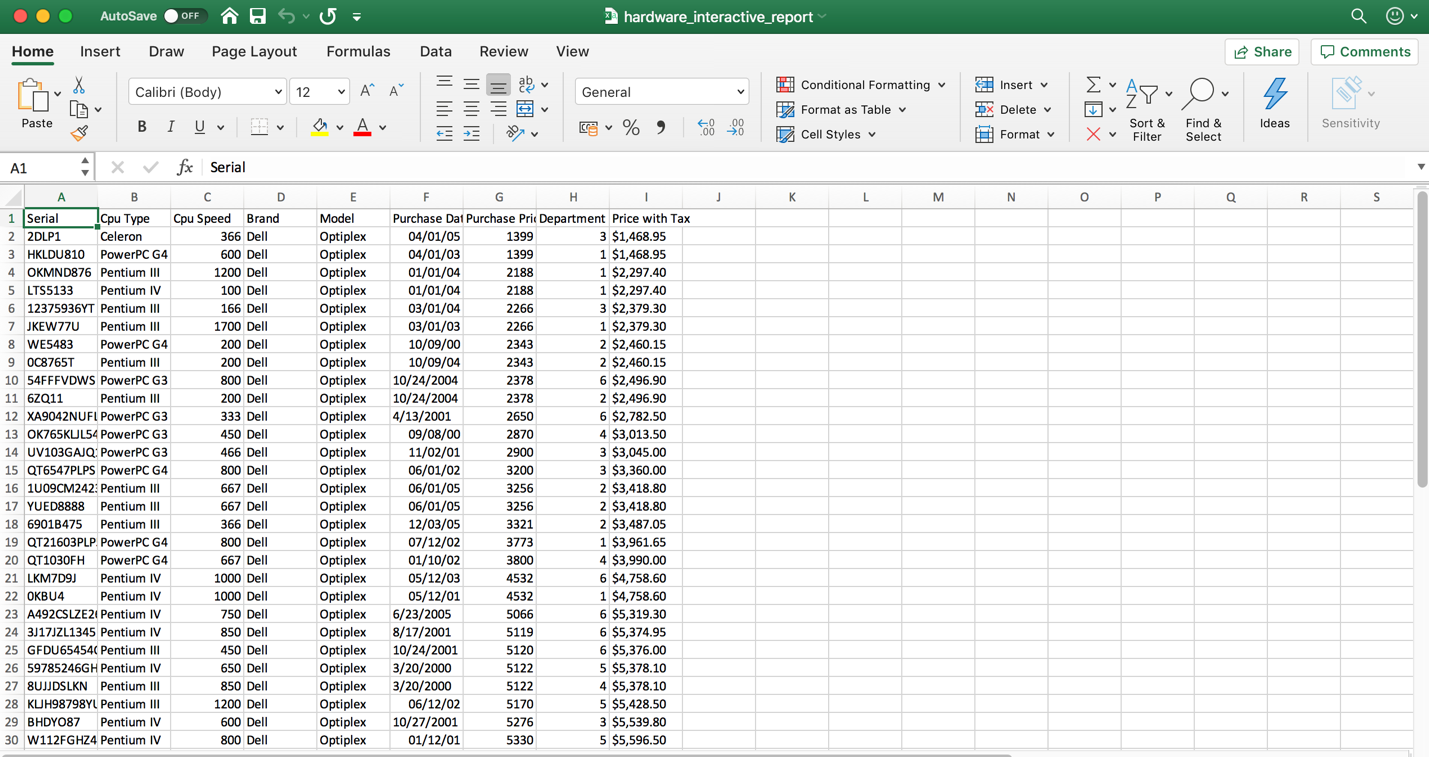 AutoSave OFF hardware_interactive_report
Home Insert Draw Page Layout Formulas Data Review View Share Comments
Paste Calibri (Body) 12 A^ Aˇ ab General Conditional Formatting Insert Σ A Z
Format as Table Delete
B I U A % , .00 .00 Cell Styles Format Sort & Filter Find & Select Ideas Sensitivity
A1 fx Serial
A B C D E F G H I J K L M N O P Q R S
1 Serial Cpu Type Cpu Speed Brand Model Purchase Dat Purchase Pric Department Price with Tax
2 2DLP1 Celeron 366 Dell Optiplex 04/01/05 1399 3 $1,468.95
3 HKLDU810 PowerPC G4 600 Dell Optiplex 04/01/03 1399 1 $1,468.95
4 OKMND876 Pentium III 1200 Dell Optiplex 01/01/04 2188 1 $2,297.40
5 LTS5133 Pentium IV 100 Dell Optiplex 01/01/04 2188 1 $2,297.40
6 12375936YT Pentium III 166 Dell Optiplex 03/01/04 2266 3 $2,379.30
7 JKEW77U Pentium III 1700 Dell Optiplex 03/01/03 2266 1 $2,379.30
8 WE5483 PowerPC G4 200 Dell Optiplex 10/09/00 2343 2 $2,460.15
9 0C8765T Pentium III 200 Dell Optiplex 10/09/04 2343 2 $2,460.15
10 54FFFVDWS PowerPC G3 800 Dell Optiplex 10/24/2004 2378 6 $2,496.90
11 6ZQ11 Pentium III 200 Dell Optiplex 10/24/2004 2378 2 $2,496.90
12 XA9042NUFL PowerPC G3 333 Dell Optiplex 4/13/2001 2650 6 $2,782.50
13 OK765KLJL54 PowerPC G3 450 Dell Optiplex 09/08/00 2870 4 $3,013.50
14 UV103GAJQ PowerPC G3 466 Dell Optiplex 11/02/01 2900 3 $3,045.00
15 QT6547PLPS PowerPC G4 800 Dell Optiplex 06/01/02 3200 3 $3,360.00
16 1U09CM242 Pentium III 667 Dell Optiplex 06/01/05 3256 2 $3,418.80
17 YUED8888 Pentium III 667 Dell Optiplex 06/01/05 3256 2 $3,418.80
18 6901B475 Pentium III 366 Dell Optiplex 12/03/05 3321 2 $3,487.05
19 QT21603PLP PowerPC G4 800 Dell Optiplex 07/12/02 3773 1 $3,961.65
20 QT1030FH PowerPC G4 667 Dell Optiplex 01/10/02 3800 4 $3,990.00
21 LKM7D9J Pentium IV 1000 Dell Optiplex 05/12/03 4532 6 $4,758.60
22 0KBU4 Pentium IV 1000 Dell Optiplex 05/12/01 4532 1 $4,758.60
23 A492CSLZE2 Pentium IV 750 Dell Optiplex 6/23/2005 5066 6 $5,319.30
24 3J17JZL1345 Pentium IV 850 Dell Optiplex 8/17/2001 5119 6 $5,374.95
25 GFDU65454 Pentium III 450 Dell Optiplex 10/24/2001 5120 6 $5,376.00
26 59785246GH Pentium IV 650 Dell Optiplex 3/20/2000 5122 5 $5,378.10
27 8UJJDSLKN Pentium III 850 Dell Optiplex 3/20/2000 5122 4 $5,378.10
28 KLJH98798YU Pentium III 1200 Dell Optiplex 06/12/02 5170 5 $5,428.50
29 BHDYO87 Pentium IV 600 Dell Optiplex 10/27/2001 5276 3 $5,539.80
30 W112FGHZ4 Pentium IV 800 Dell Optiplex 01/12/01 5330 5 $5,596.50